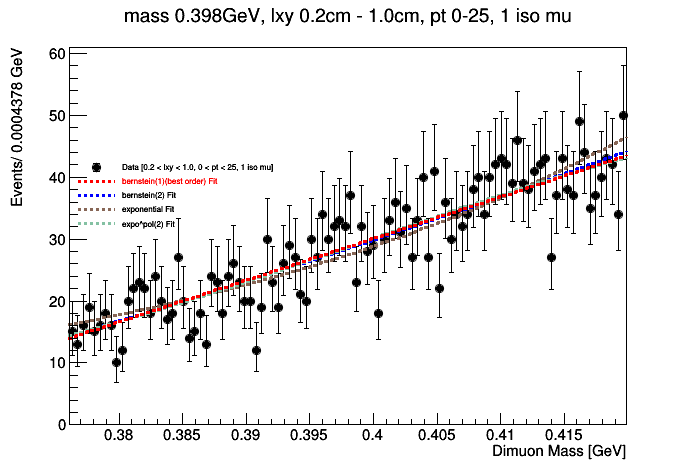 mass 0.398GeV, lxy 0.2cm - 1.0cm, pt 0-25, 1 iso mu
Events/ 0.0004378 GeV
60
50
40
30
20
10
0
Data [0.2 < lxy < 1.0, 0 < pt < 25, 1 iso mu]
bernstein(1)(best order) Fit
bernstein(2) Fit
exponential Fit
expo*pol(2) Fit
0.38 0.385 0.39 0.395 0.4 0.405 0.41 0.415
Dimuon Mass [GeV]